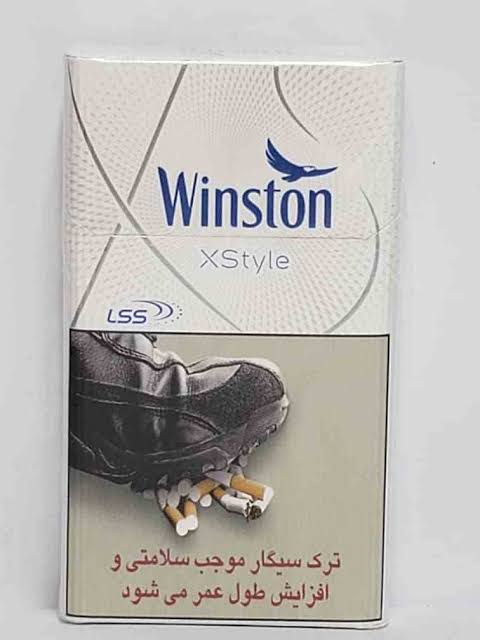 Winston
XStyle
LSS
ترک سیگار موجب سلامتی و
افزایش طول عمر می شود